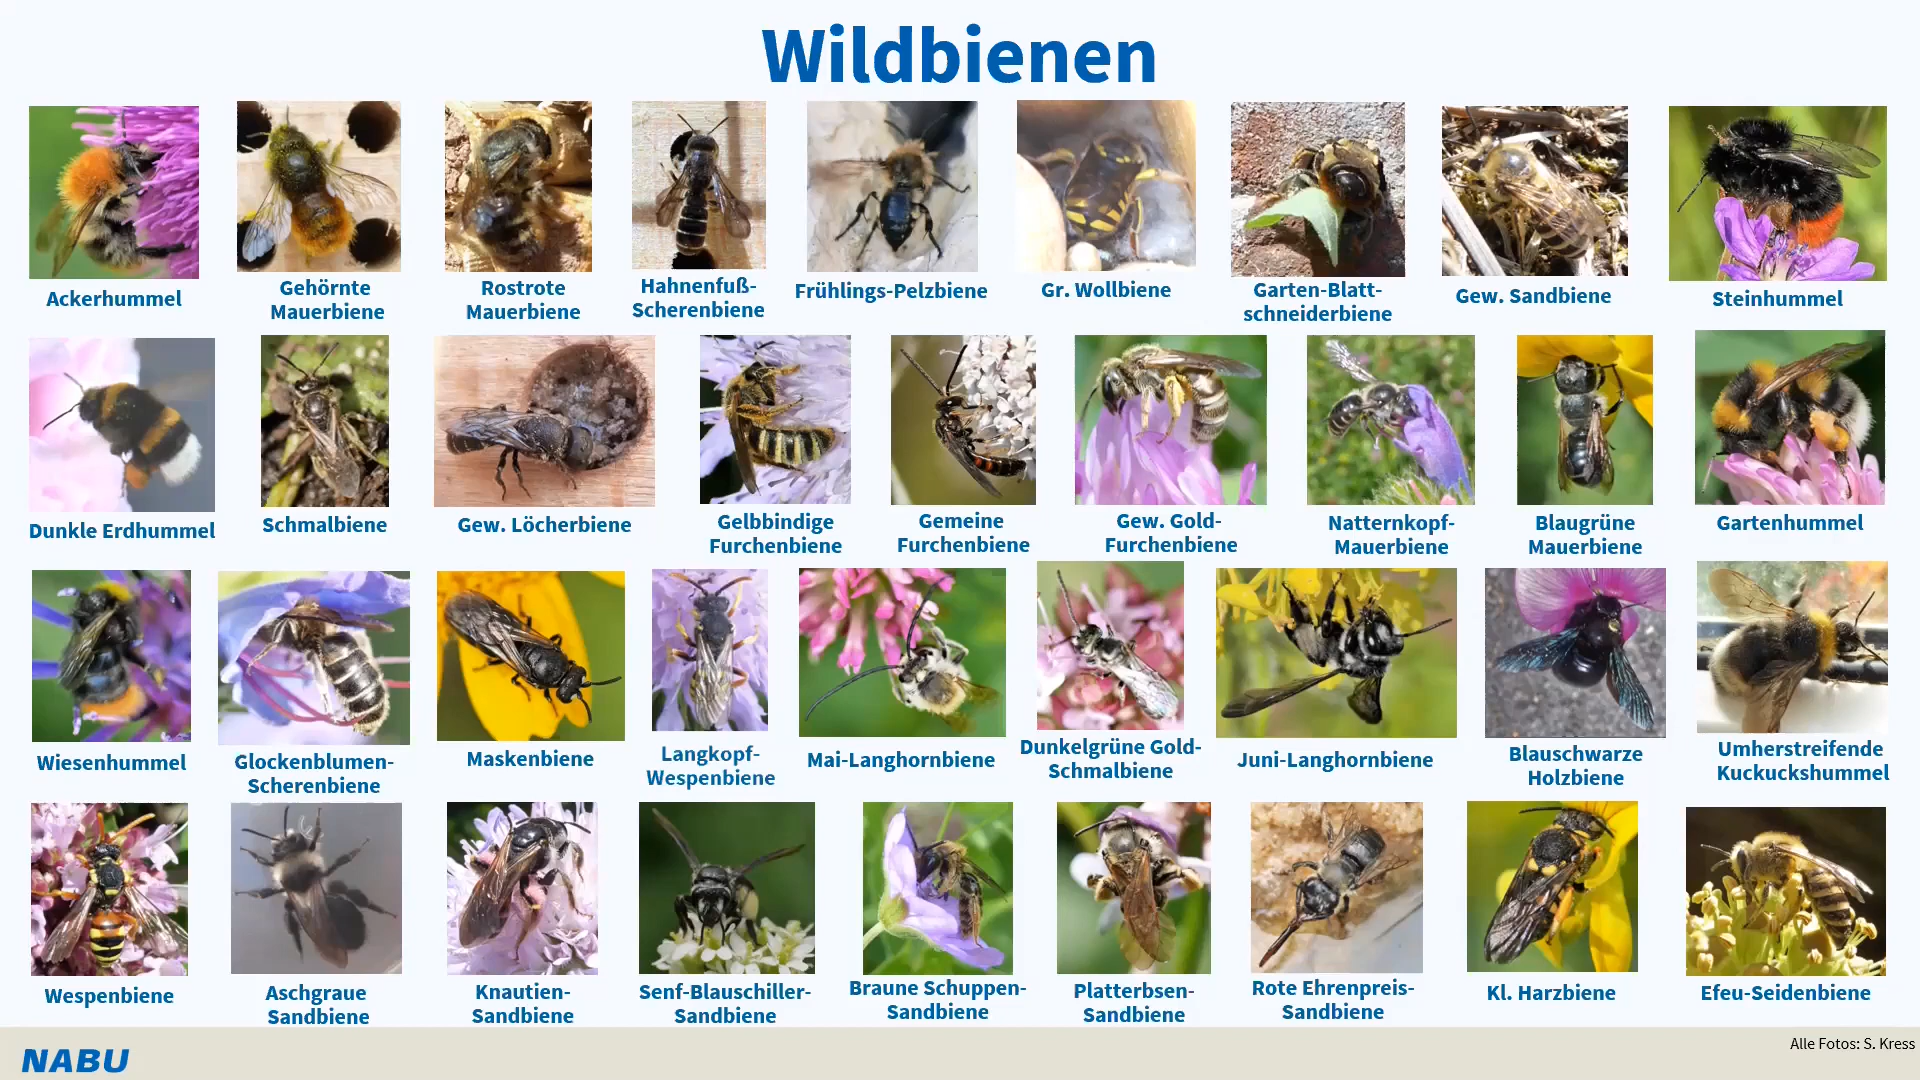 Wildbienen
Ackerhummel
Gehörnte
Mauerbiene
Rostrote
Mauerbiene
Hahnenfuß-
Scherenbiene
Frühlings-Pelzbiene
Gr. Wollbiene
Garten-Blatt-
schneiderbiene
Gew. Sandbiene
Steinhummel
Dunkle Erdhummel
Schmalbiene
Gew. Löcherbiene
Gelbbindige
Furchenbiene
Gemeine
Furchenbiene
Gew. Gold-
Furchenbiene
Natternkopf-
Mauerbiene
Blaugrüne
Mauerbiene
Gartenhummel
Wiesenhummel
Glockenblumen-
Scherenbiene
Maskenbiene
Langkopf-
Wespenbiene
Mai-Langhornbiene
Dunkelgrüne Gold-
Schmalbiene
Juni-Langhornbiene
Blauschwarze
Holzbiene
Umherstreifende
Kuckuckshummel
Wespenbiene
Aschgraue
Sandbiene
Knautien-
Sandbiene
Senf-Blauschiller-
Sandbiene
Braune Schuppen-
Sandbiene
Platterbsen-
Sandbiene
Rote Ehrenpreis-
Sandbiene
Kl. Harzbiene
Efeu-Seidenbiene
NABU
Alle Fotos: S. Kress